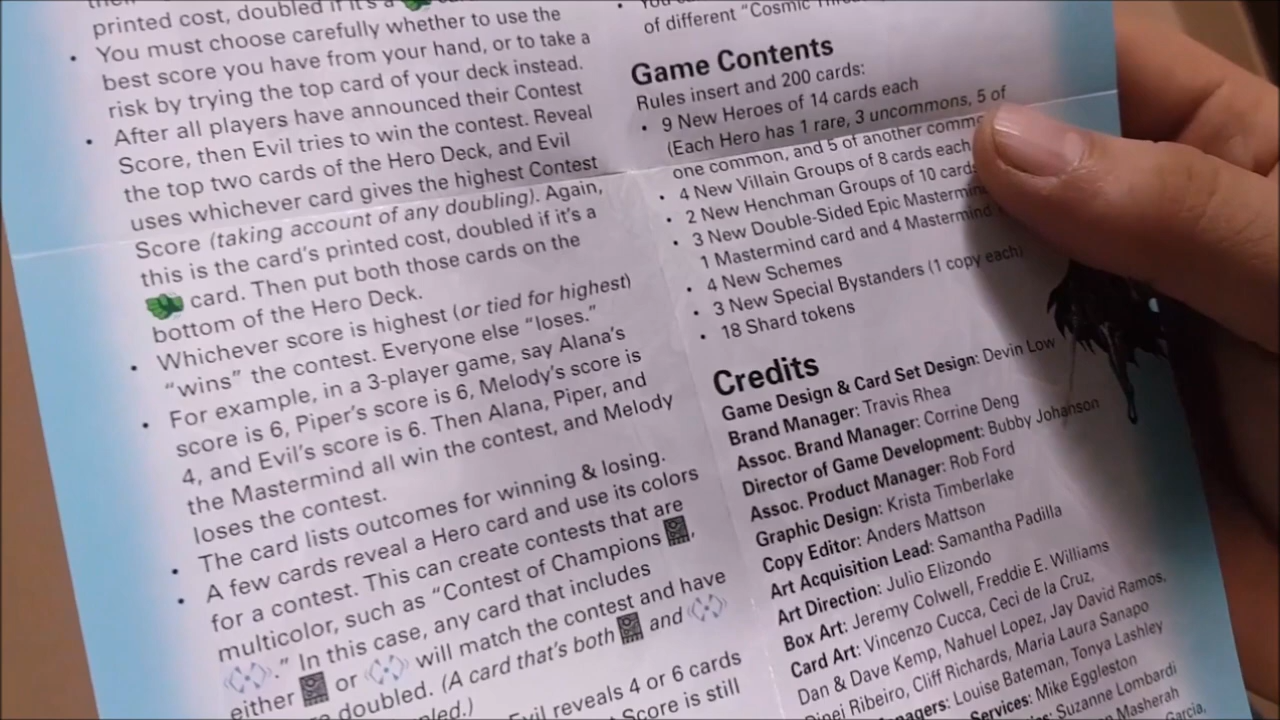 printed cost, doubled if it's a
• You must choose carefully whether to use the
best score you have from your hand, or to take a
risk by trying the top card of your deck instead.
• After all players have announced their Contest
Score, then Evil tries to win the contest. Reveal
the top two cards of the Hero Deck, and Evil
uses whichever card gives the highest Contest
Score (taking account of any doubling). Again,
this is the card's printed cost, doubled if it's a
card. Then put both those cards on the
bottom of the Hero Deck.
• Whichever score is highest (or tied for highest)
"wins" the contest. Everyone else "loses."
• For example, in a 3-player game, say Alana's
score is 6, Piper's score is 6, Melody's score is
4, and Evil's score is 6. Then Alana, Piper, and
the Mastermind all win the contest, and Melody
loses the contest.
• The card lists outcomes for winning & losing.
• A few cards reveal a Hero card and use its colors
for a contest. This can create contests that are
multicolor, such as "Contest of Champions ,
." In this case, any card that includes
either or will match the contest and have
doubled. (A card that's both and
Evil reveals 4 or 6 cards
Score is still
of different "Cosmic
Game Contents
Rules insert and 200 cards:
• 9 New Heroes of 14 cards each
(Each Hero has 1 rare, 3 uncommons, 5 of
one common, and 5 of another
• 4 New Villain Groups of 8 cards each
• 2 New Henchman Groups of 10 cards
• 3 New Double-Sided Epic
1 Mastermind card and 4 Mastermind
• 4 New Schemes
• 3 New Special Bystanders (1 copy each)
• 18 Shard tokens
Credits
Game Design & Card Set Design: Devin Low
Brand Manager: Travis Rhea
Assoc. Brand Manager: Corrine Deng
Director of Game Development: Bubby Johanson
Assoc. Product Manager: Rob Ford
Graphic Design: Krista Timberlake
Copy Editor: Anders Mattson
Art Acquisition Lead: Samantha Padilla
Art Direction: Julio Elizondo
Box Art: Jeremy Colwell, Freddie E. Williams
Card Art: Vincenzo Cucca, Ceci de la Cruz,
Dan & Dave Kemp, Nahuel Lopez, Jay David Ramos,
Ribeiro, Cliff Richards, Maria Laura Sanapo
Louise Bateman, Tonya Lashley
Services: Mike Eggleston
Suzanne Lombardi
Masherah
Garcia,